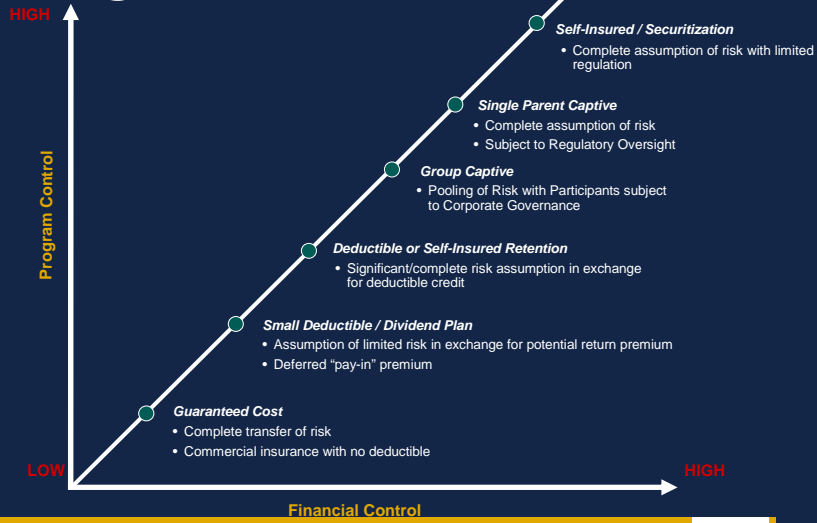 HIGH
Self-Insured / Securitization
• Complete assumption of risk with limited
regulation
Single Parent Captive
• Complete assumption of risk
• Subject to Regulatory Oversight
Group Captive
• Pooling of Risk with Participants subject
to Corporate Governance
Program Control
Deductible or Self-Insured Retention
• Significant/complete risk assumption in exchange
for deductible credit
Small Deductible / Dividend Plan
• Assumption of limited risk in exchange for potential return premium
• Deferred “pay-in” premium
Guaranteed Cost
• Complete transfer of risk
• Commercial insurance with no deductible
LOW
HIGH
Financial Control